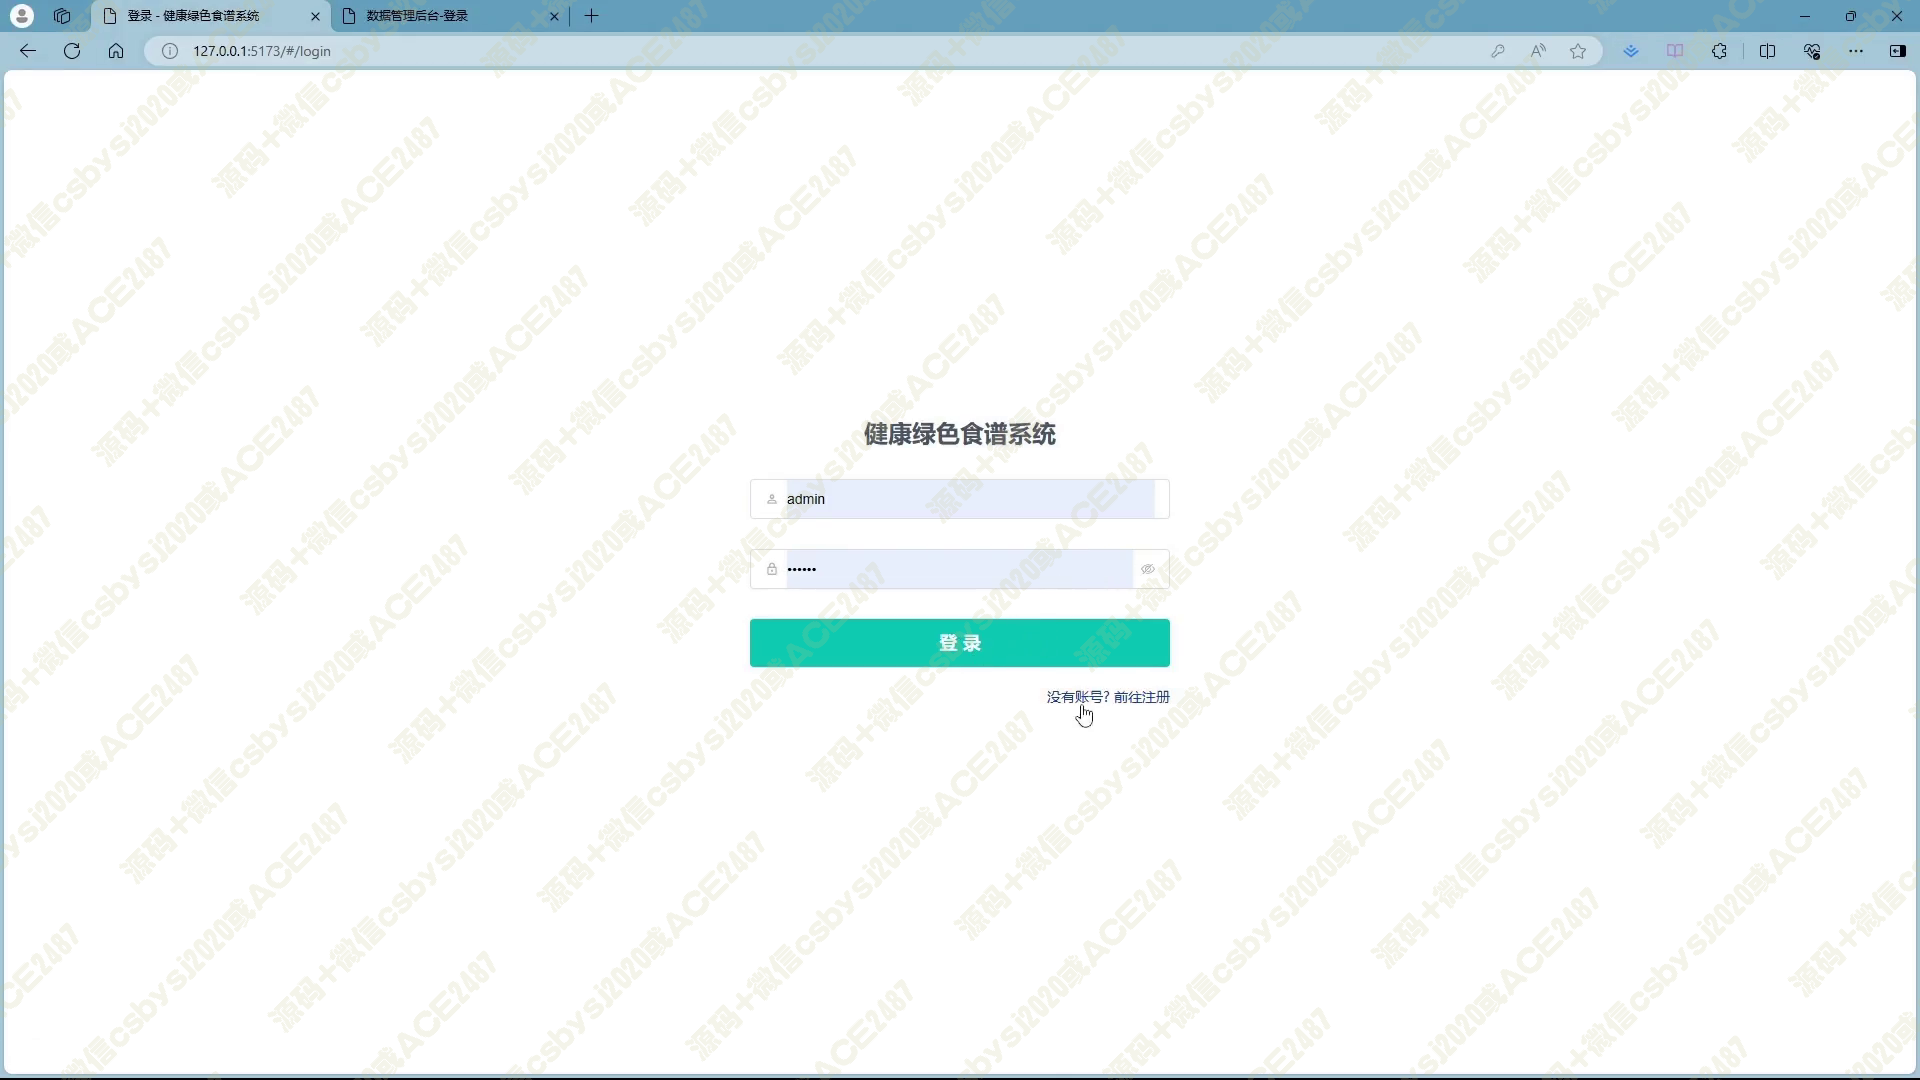 登录 - 健康绿色食谱系统
数据管理后台-登录
127.0.0.1:5173/#/login
健康绿色食谱系统
admin
••••••
登 录
没有账号? 前往注册
源码+微信csbysj2020或ACE2487